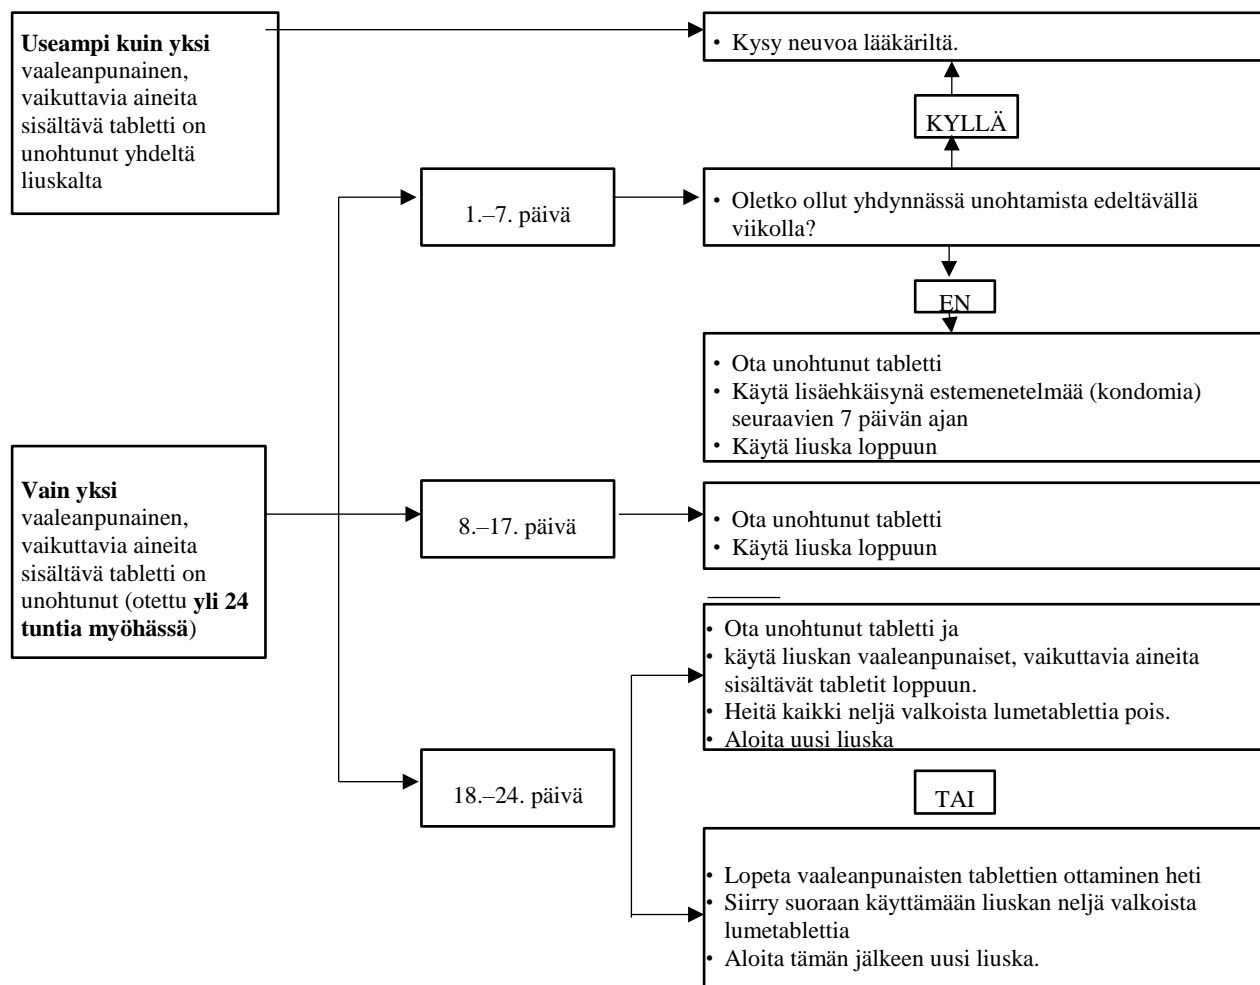 Useampi kuin yksi
vaaleanpunainen,
vaikuttavia aineita
sisältävä tabletti on
unohtunut yhdeltä
liuskalta
• Kysy neuvoa lääkäriltä.
KYLLÄ
1.–7. päivä
• Oletko ollut yhdynnässä unohtamista edeltävällä
viikolla?
EN
• Ota unohtunut tabletti
• Käytä lisäehkäisynä estemenetelmää (kondomia)
seuraavien 7 päivän ajan
• Käytä liuska loppuun
Vain yksi
vaaleanpunainen,
vaikuttavia aineita
sisältävä tabletti on
unohtunut (otettu yli 24
tuntia myöhässä)
8.–17. päivä
• Ota unohtunut tabletti
• Käytä liuska loppuun
18.–24. päivä
• Ota unohtunut tabletti ja
• käytä liuskan vaaleanpunaiset, vaikuttavia aineita
sisältävät tabletit loppuun.
• Heitä kaikki neljä valkoista lumetablettia pois.
• Aloita uusi liuska
TAI
• Lopeta vaaleanpunaisten tablettien ottaminen heti
• Siirry suoraan käyttämään liuskan neljä valkoista
lumetablettia
• Aloita tämän jälkeen uusi liuska.